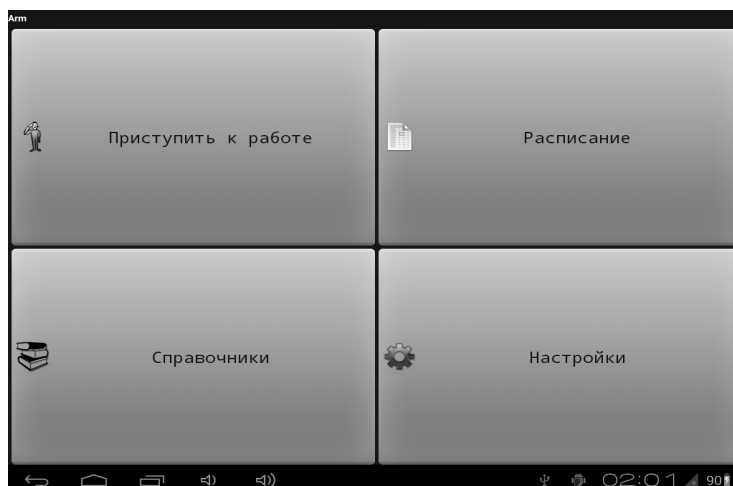 Arm
Приступить к работе
Расписание
Справочники
Настройки
02:01
90